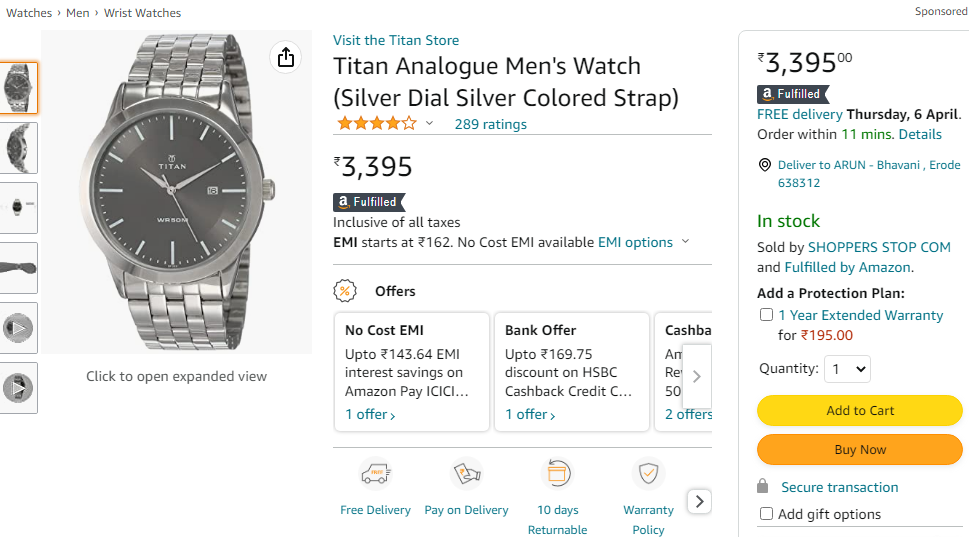 Watches › Men › Wrist Watches
Sponsored
TITAN
WR50M
Click to open expanded view
Visit the Titan Store
Titan Analogue Men's Watch
(Silver Dial Silver Colored Strap)
289 ratings
₹3,395
a Fulfilled
Inclusive of all taxes
EMI starts at ₹162. No Cost EMI available EMI options
Offers
No Cost EMI
Upto ₹143.64 EMI
interest savings on
Amazon Pay ICICI...
1 offer ›
Bank Offer
Upto ₹169.75
discount on HSBC
Cashback Credit C...
1 offer ›
Cashba
Am
Re
50
2 offers
FREE
Free Delivery
Pay on Delivery
10 days
Returnable
Warranty
Policy
₹3,39500
a Fulfilled
FREE delivery Thursday, 6 April.
Order within 11 mins. Details
Deliver to ARUN - Bhavani , Erode
638312
In stock
Sold by SHOPPERS STOP COM
and Fulfilled by Amazon.
Add a Protection Plan:
1 Year Extended Warranty
for ₹195.00
Quantity: 1
Add to Cart
Buy Now
Secure transaction
Add gift options